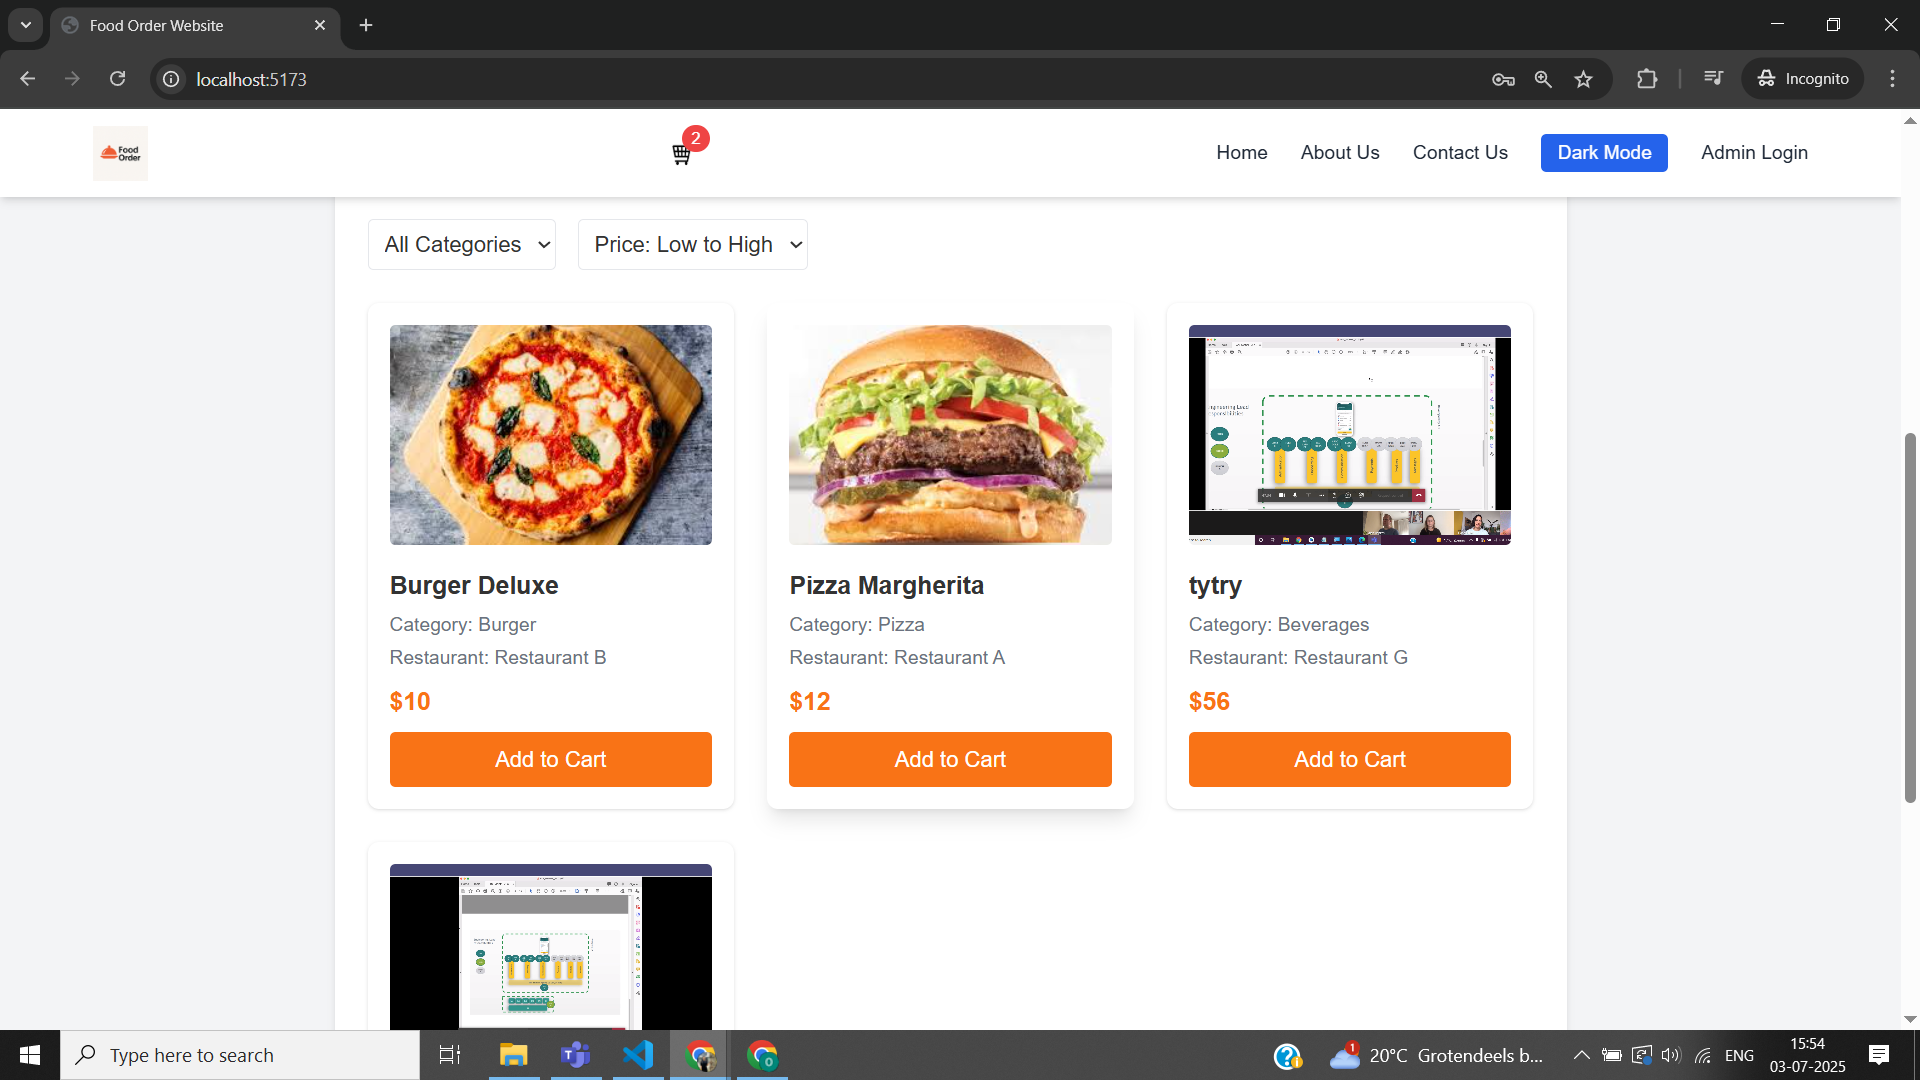 Food Order Website
localhost:5173
Incognito
Food
Order
2
Home
About Us
Contact Us
Dark Mode
Admin Login
All Categories
Price: Low to High
Burger Deluxe
Category: Burger
Restaurant: Restaurant B
$10
Add to Cart
Pizza Margherita
Category: Pizza
Restaurant: Restaurant A
$12
Add to Cart
Engineering Lead
tytry
Category: Beverages
Restaurant: Restaurant G
$56
Add to Cart
Type here to search
1
20°C Grotendeels b...
ENG
15:54
03-07-2025